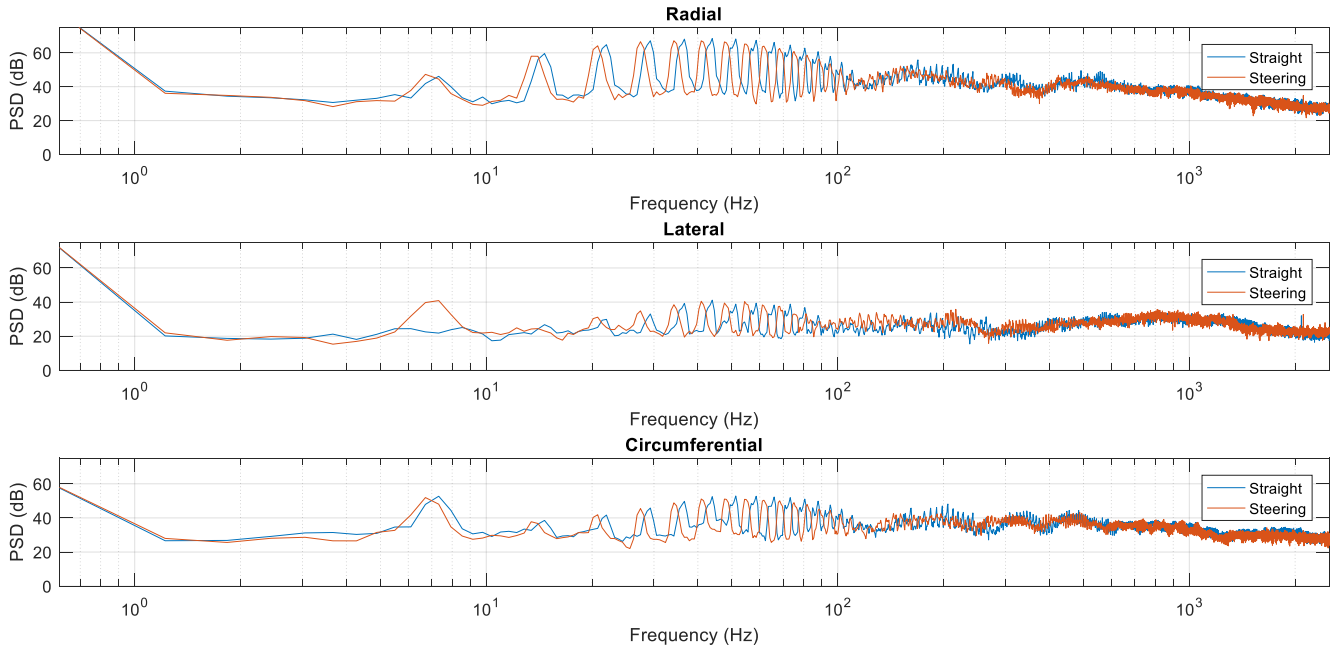 Radial
PSD (dB)
60
40
20
0
Straight
Steering
10^0
10^1
10^2
10^3
Frequency (Hz)
Lateral
PSD (dB)
60
40
20
0
Straight
Steering
10^0
10^1
10^2
10^3
Frequency (Hz)
Circumferential
PSD (dB)
60
40
20
0
Straight
Steering
10^0
10^1
10^2
10^3
Frequency (Hz)